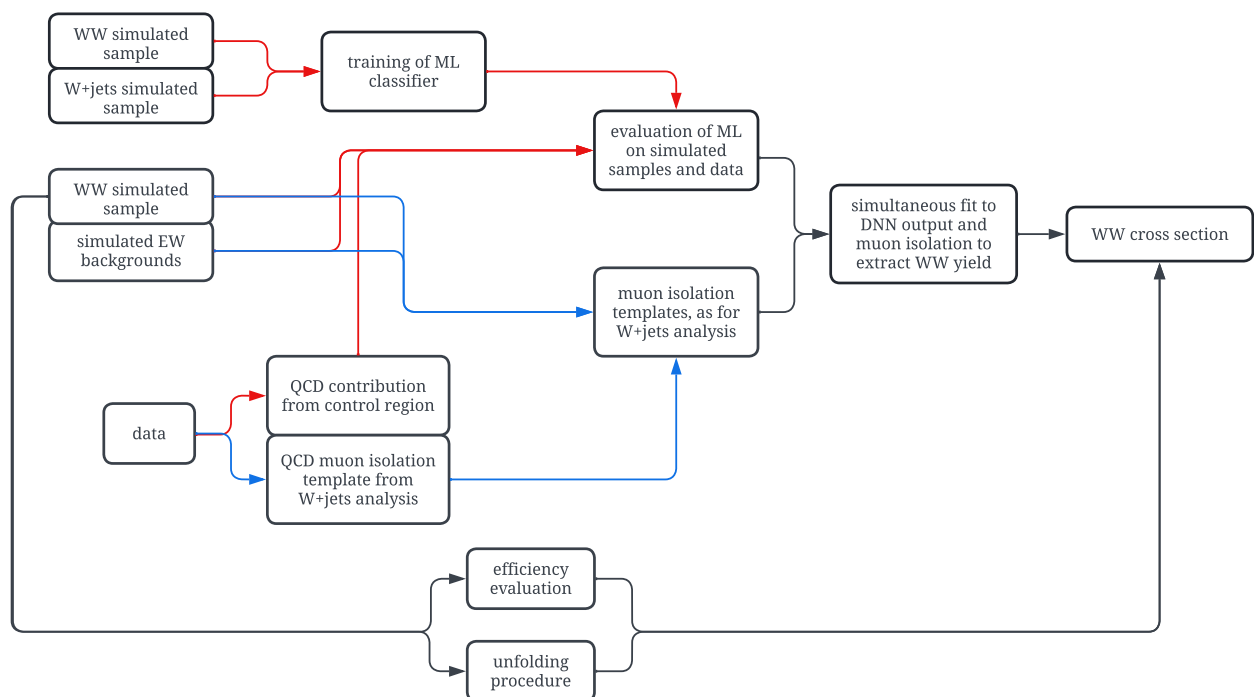 WW simulated
sample
W+jets simulated
sample
training of ML
classifier
evaluation of ML
on simulated
samples and data
WW simulated
sample
simulated EW
backgrounds
simultaneous fit to
DNN output and
muon isolation to
extract WW yield
WW cross section
muon isolation
templates, as for
W+jets analysis
QCD contribution
from control region
data
QCD muon isolation
template from
W+jets analysis
efficiency
evaluation
unfolding
procedure